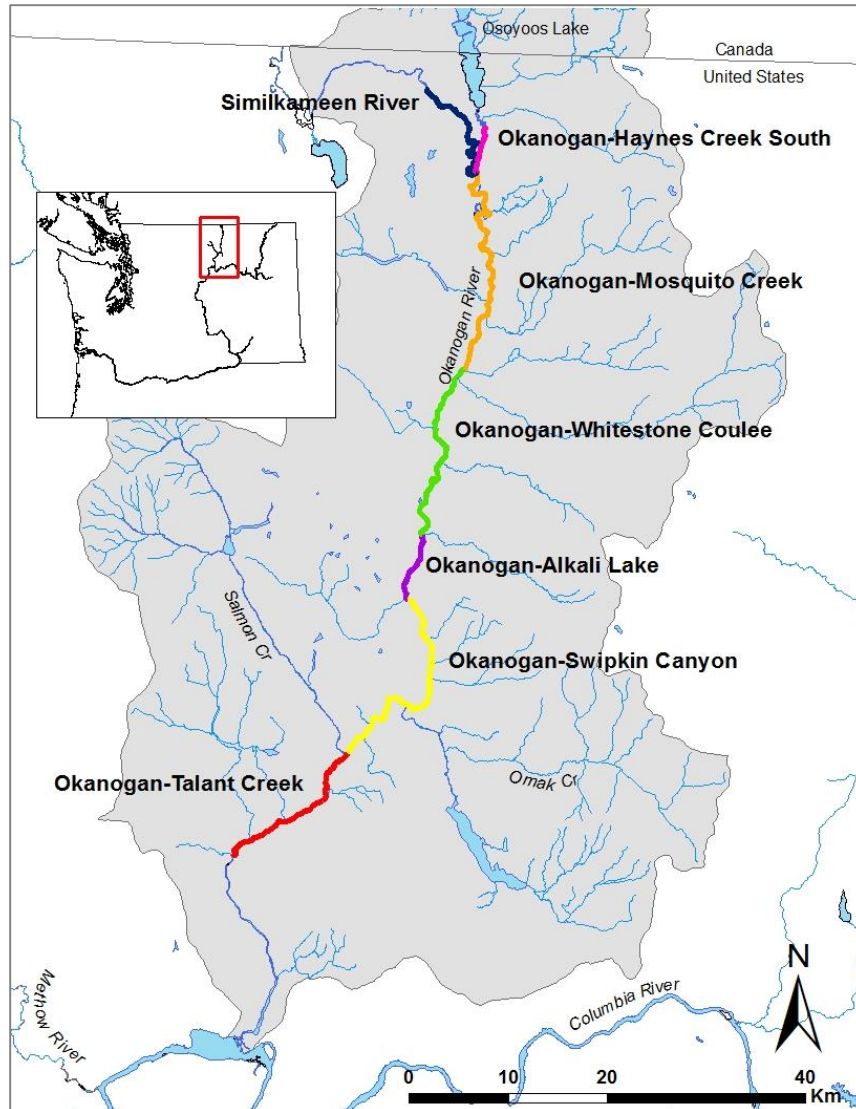 Osoyoos Lake
Canada
United States
Similkameen River
Okanogan-Haynes Creek South
Okanogan-Mosquito Creek
Okanogan River
Okanogan-Whitestone Coulee
Okanogan-Alkali Lake
Salmon Cr
Okanogan-Swipkin Canyon
Okanogan-Talant Creek
Omak Cr
N
Methow River
Columbia River
0 10 20 40
Km